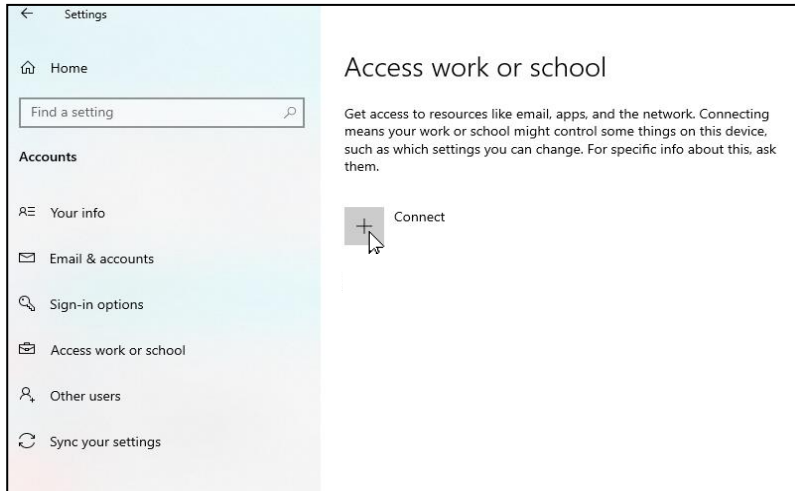 Settings
Home
Find a setting
Accounts
Your info
Email & accounts
Sign-in options
Access work or school
Other users
Sync your settings
Access work or school
Get access to resources like email, apps, and the network. Connecting
means your work or school might control some things on this device,
such as which settings you can change. For specific info about this, ask
them.
Connect